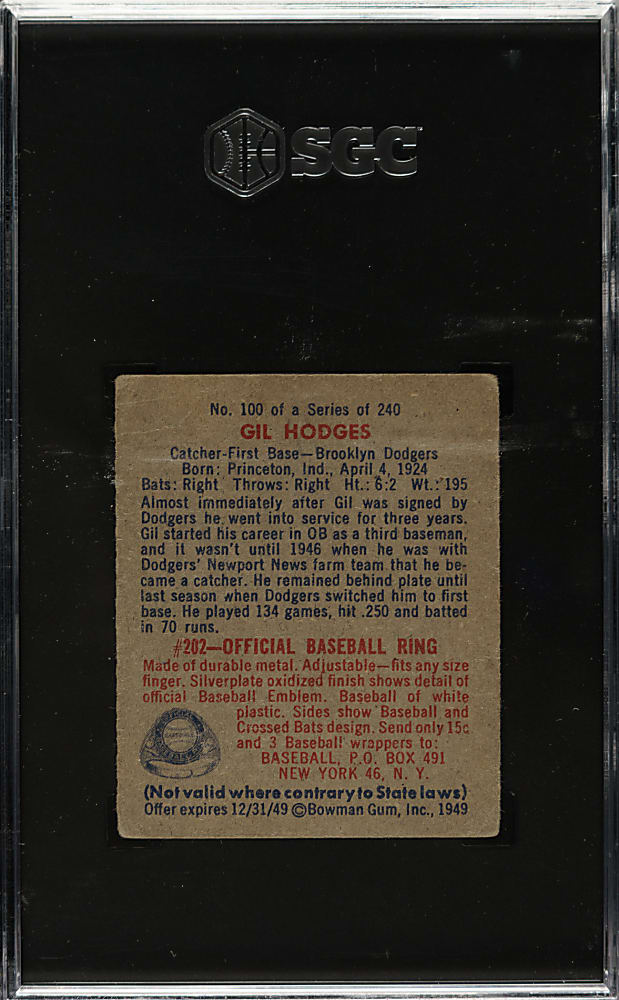 SGC
No. 100 of a Series of 240
GIL HODGES
Catcher-First Base—Brooklyn Dodgers
Born: Princeton, Ind., April 4, 1924
Bats: Right Throws: Right Ht.: 6:2 Wt.: 195
Almost immediately after Gil was signed by
Dodgers he went into service for three years.
Gil started his career in OB as a third baseman,
and it wasn't until 1946 when he was with
Dodgers' Newport News farm team that he be-
came a catcher. He remained behind plate until
last season when Dodgers switched him to first
base. He played 134 games, hit .250 and batted
in 70 runs.
#202—OFFICIAL BASEBALL RING
Made of durable metal. Adjustable—fits any size
finger. Silverplate oxidized finish shows detail of
official Baseball Emblem. Baseball of white
plastic. Sides show Baseball and
Crossed Bats design. Send only 15c
and 3 Baseball wrappers to:
BASEBALL, P.O. BOX 491
NEW YORK 46, N. Y.
(Not valid where contrary to State laws)
Offer expires 12/31/49 ©Bowman Gum, Inc., 1949